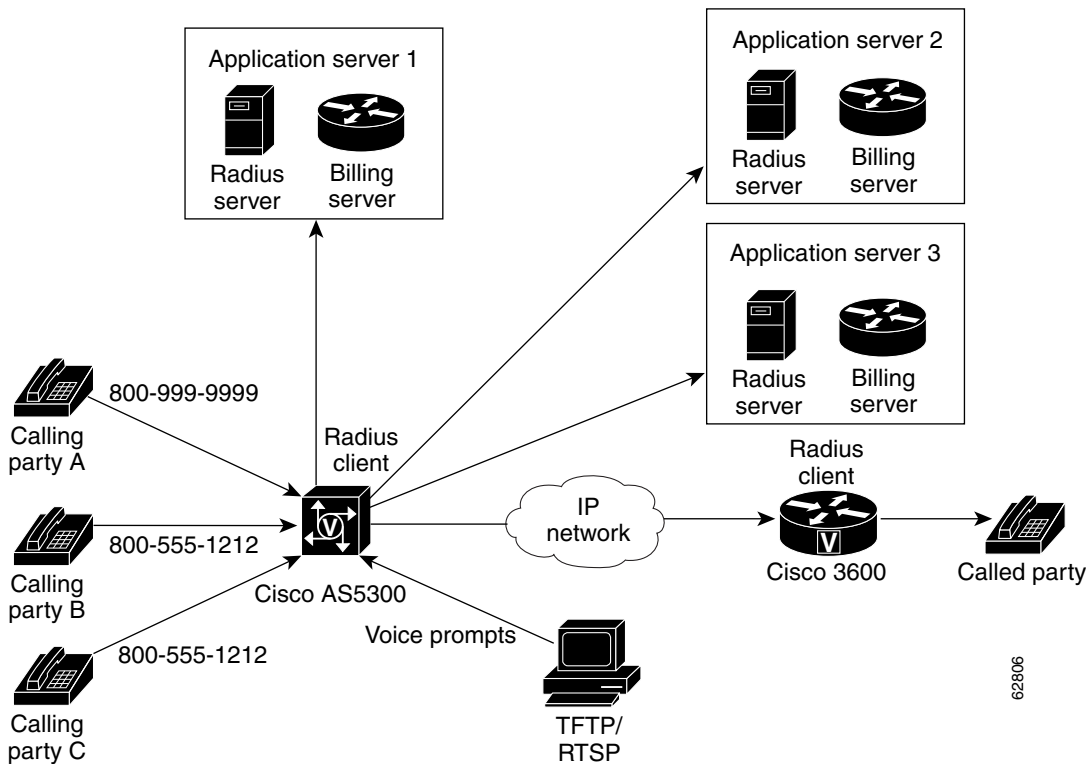 Application server 1
Radius
server
Billing
server
Application server 2
Radius
server
Billing
server
Application server 3
Radius
server
Billing
server
800-999-9999
Calling
party A
Radius
client
V
Cisco AS5300
800-555-1212
Calling
party B
800-555-1212
Calling
party C
IP
network
Radius
client
V
Cisco 3600
Called party
Voice prompts
TFTP/
RTSP
62806